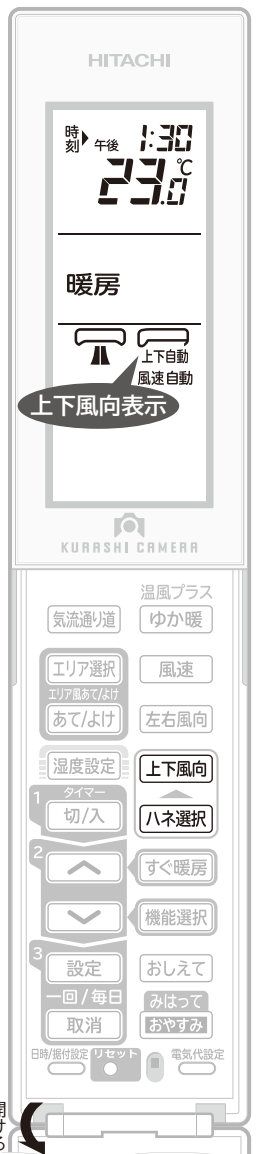 HITACHI
時刻 午後 1:30
23.0℃
暖房
上下自動
風速自動
上下風向表示
KURASHI CAMERA
温風プラス
気流通り道 ゆか暖
エリア選択 風速
エリア風あて/よけ
あて/よけ 左右風向
湿度設定 上下風向
1 タイマー
切/入 ハネ選択
2 すぐ暖房
機能選択
3 設定 おしえて
一回/毎日 みはって
取消 おやすみ
日時/据付設定 リセット 電気代設定
開ける